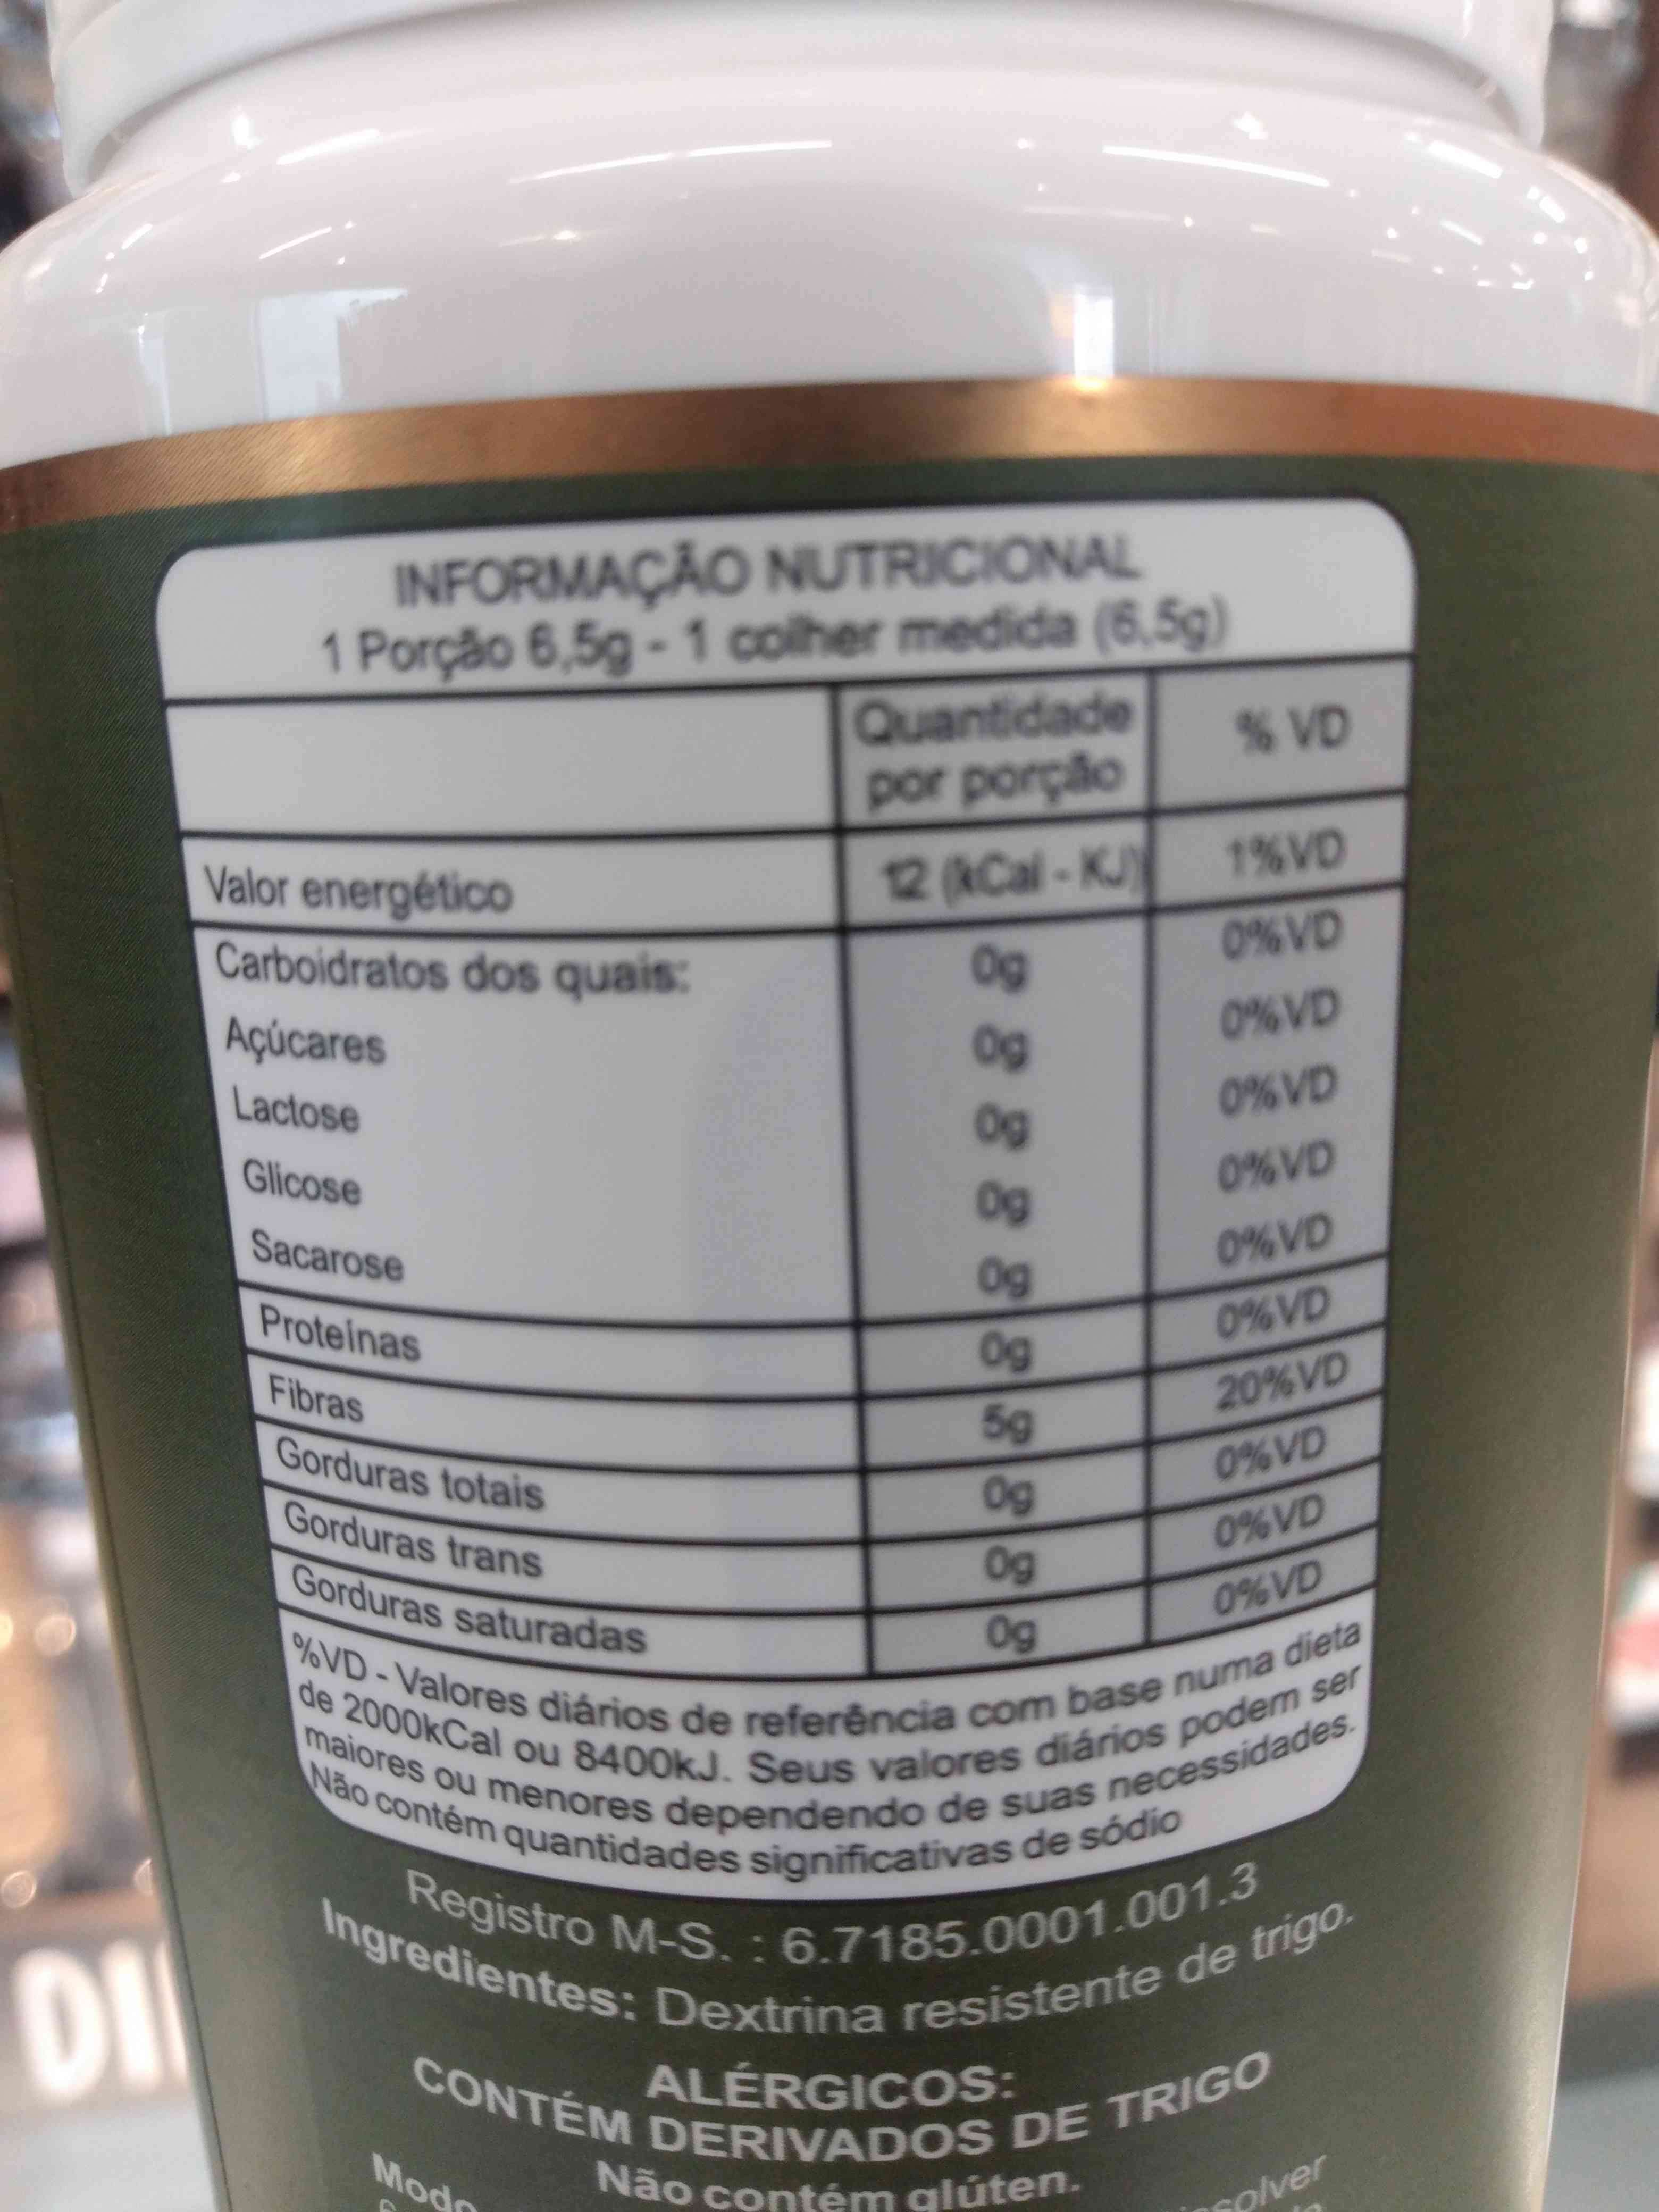 INFORMAÇÃO NUTRICIONAL
1 Porção 6,5g - 1 colher medida (6,5g)
Quantidade por porção % VD
Valor energético 12 (kCal - KJ) 1%VD
Carboidratos dos quais: 0g 0%VD
Açúcares 0g 0%VD
Lactose 0g 0%VD
Glicose 0g 0%VD
Sacarose 0g 0%VD
Proteínas 0g 0%VD
Fibras 5g 20%VD
Gorduras totais 0g 0%VD
Gorduras trans 0g 0%VD
Gorduras saturadas 0g 0%VD
%VD - Valores diários de referência com base numa dieta
de 2000kCal ou 8400kJ. Seus valores diários podem ser
maiores ou menores dependendo de suas necessidades.
Não contém quantidades significativas de sódio
Registro M-S. : 6.7185.0001.001.3
Ingredientes: Dextrina resistente de trigo.
ALÉRGICOS:
CONTÉM DERIVADOS DE TRIGO
Não contém glúten.